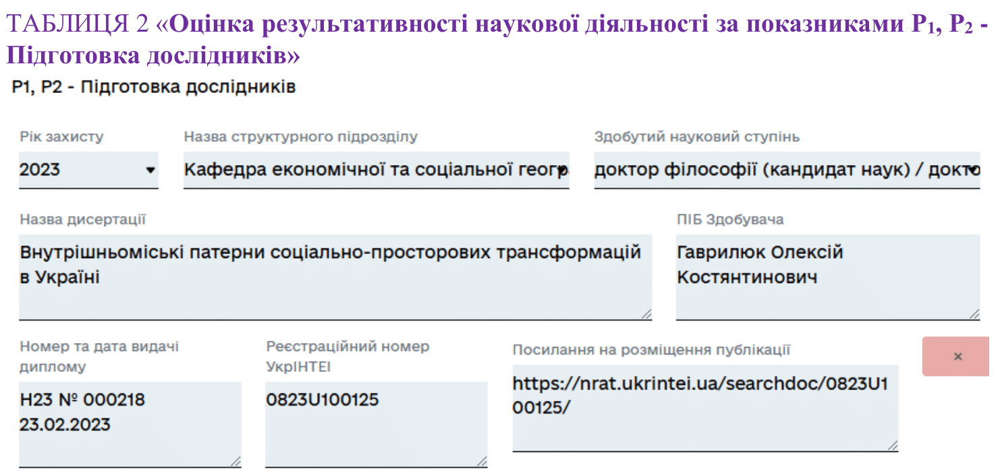 ТАБЛИЦЯ 2 «Оцінка результативності наукової діяльності за показниками P₁, P₂ -
Підготовка дослідників»
P1, P2 - Підготовка дослідників
Рік захисту
Назва структурного підрозділу
Здобутий науковий ступінь
2023
Кафедра економічної та соціальної геогр
доктор філософії (кандидат наук) / докто
Назва дисертації
ПІБ Здобувача
Внутрішньоміські патерни соціально-просторових трансформацій
в Україні
Гаврилюк Олексій
Костянтинович
Номер та дата видачі
диплому
Реєстраційний номер
УкрІНТЕІ
Посилання на розміщення публікації
×
H23 № 000218
23.02.2023
0823U100125
https://nrat.ukrintei.ua/searchdoc/0823U1
00125/